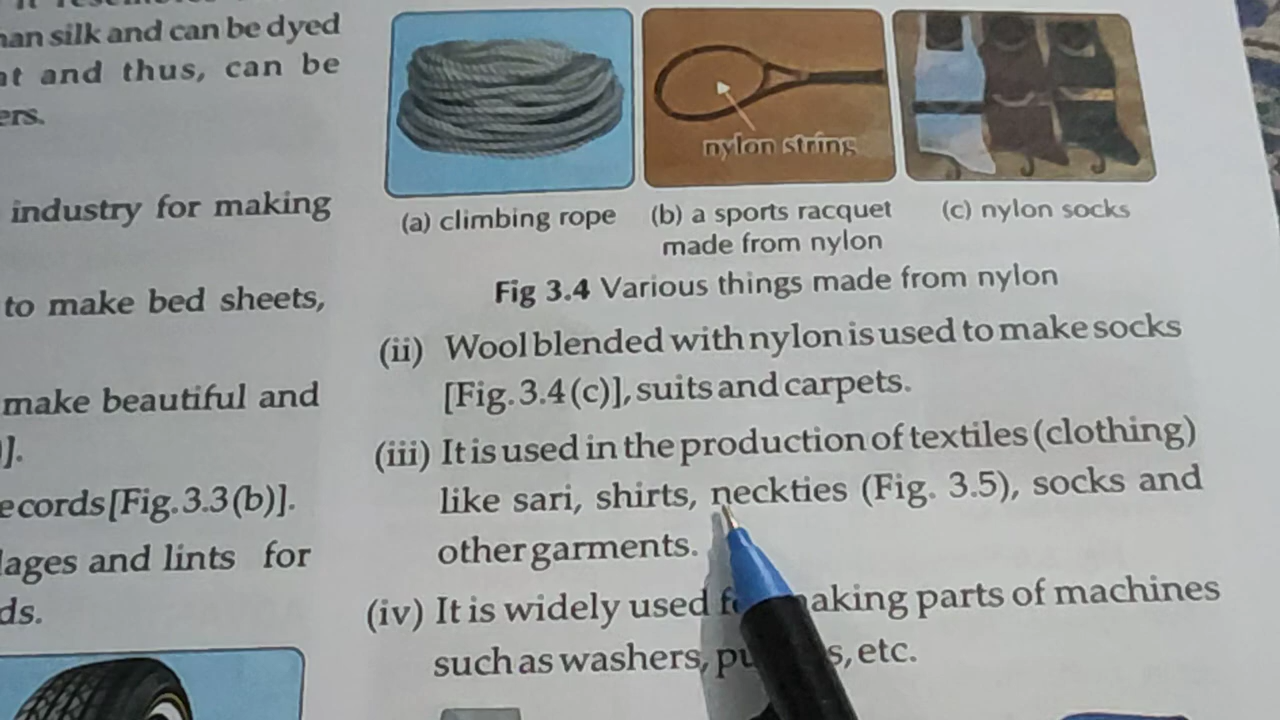 han silk and can be dyed
at and thus, can be
ers.
industry for making
to make bed sheets,
make beautiful and
].
ecords [Fig. 3.3 (b)].
lages and lints for
ds.
nylon string
(a) climbing rope
(b) a sports racquet
made from nylon
(c) nylon socks
Fig 3.4 Various things made from nylon
(ii) Wool blended with nylon is used to make socks
[Fig. 3.4 (c)], suits and carpets.
(iii) It is used in the production of textiles (clothing)
like sari, shirts, neckties (Fig. 3.5), socks and
other garments.
(iv) It is widely used making parts of machines
such as washers, etc.